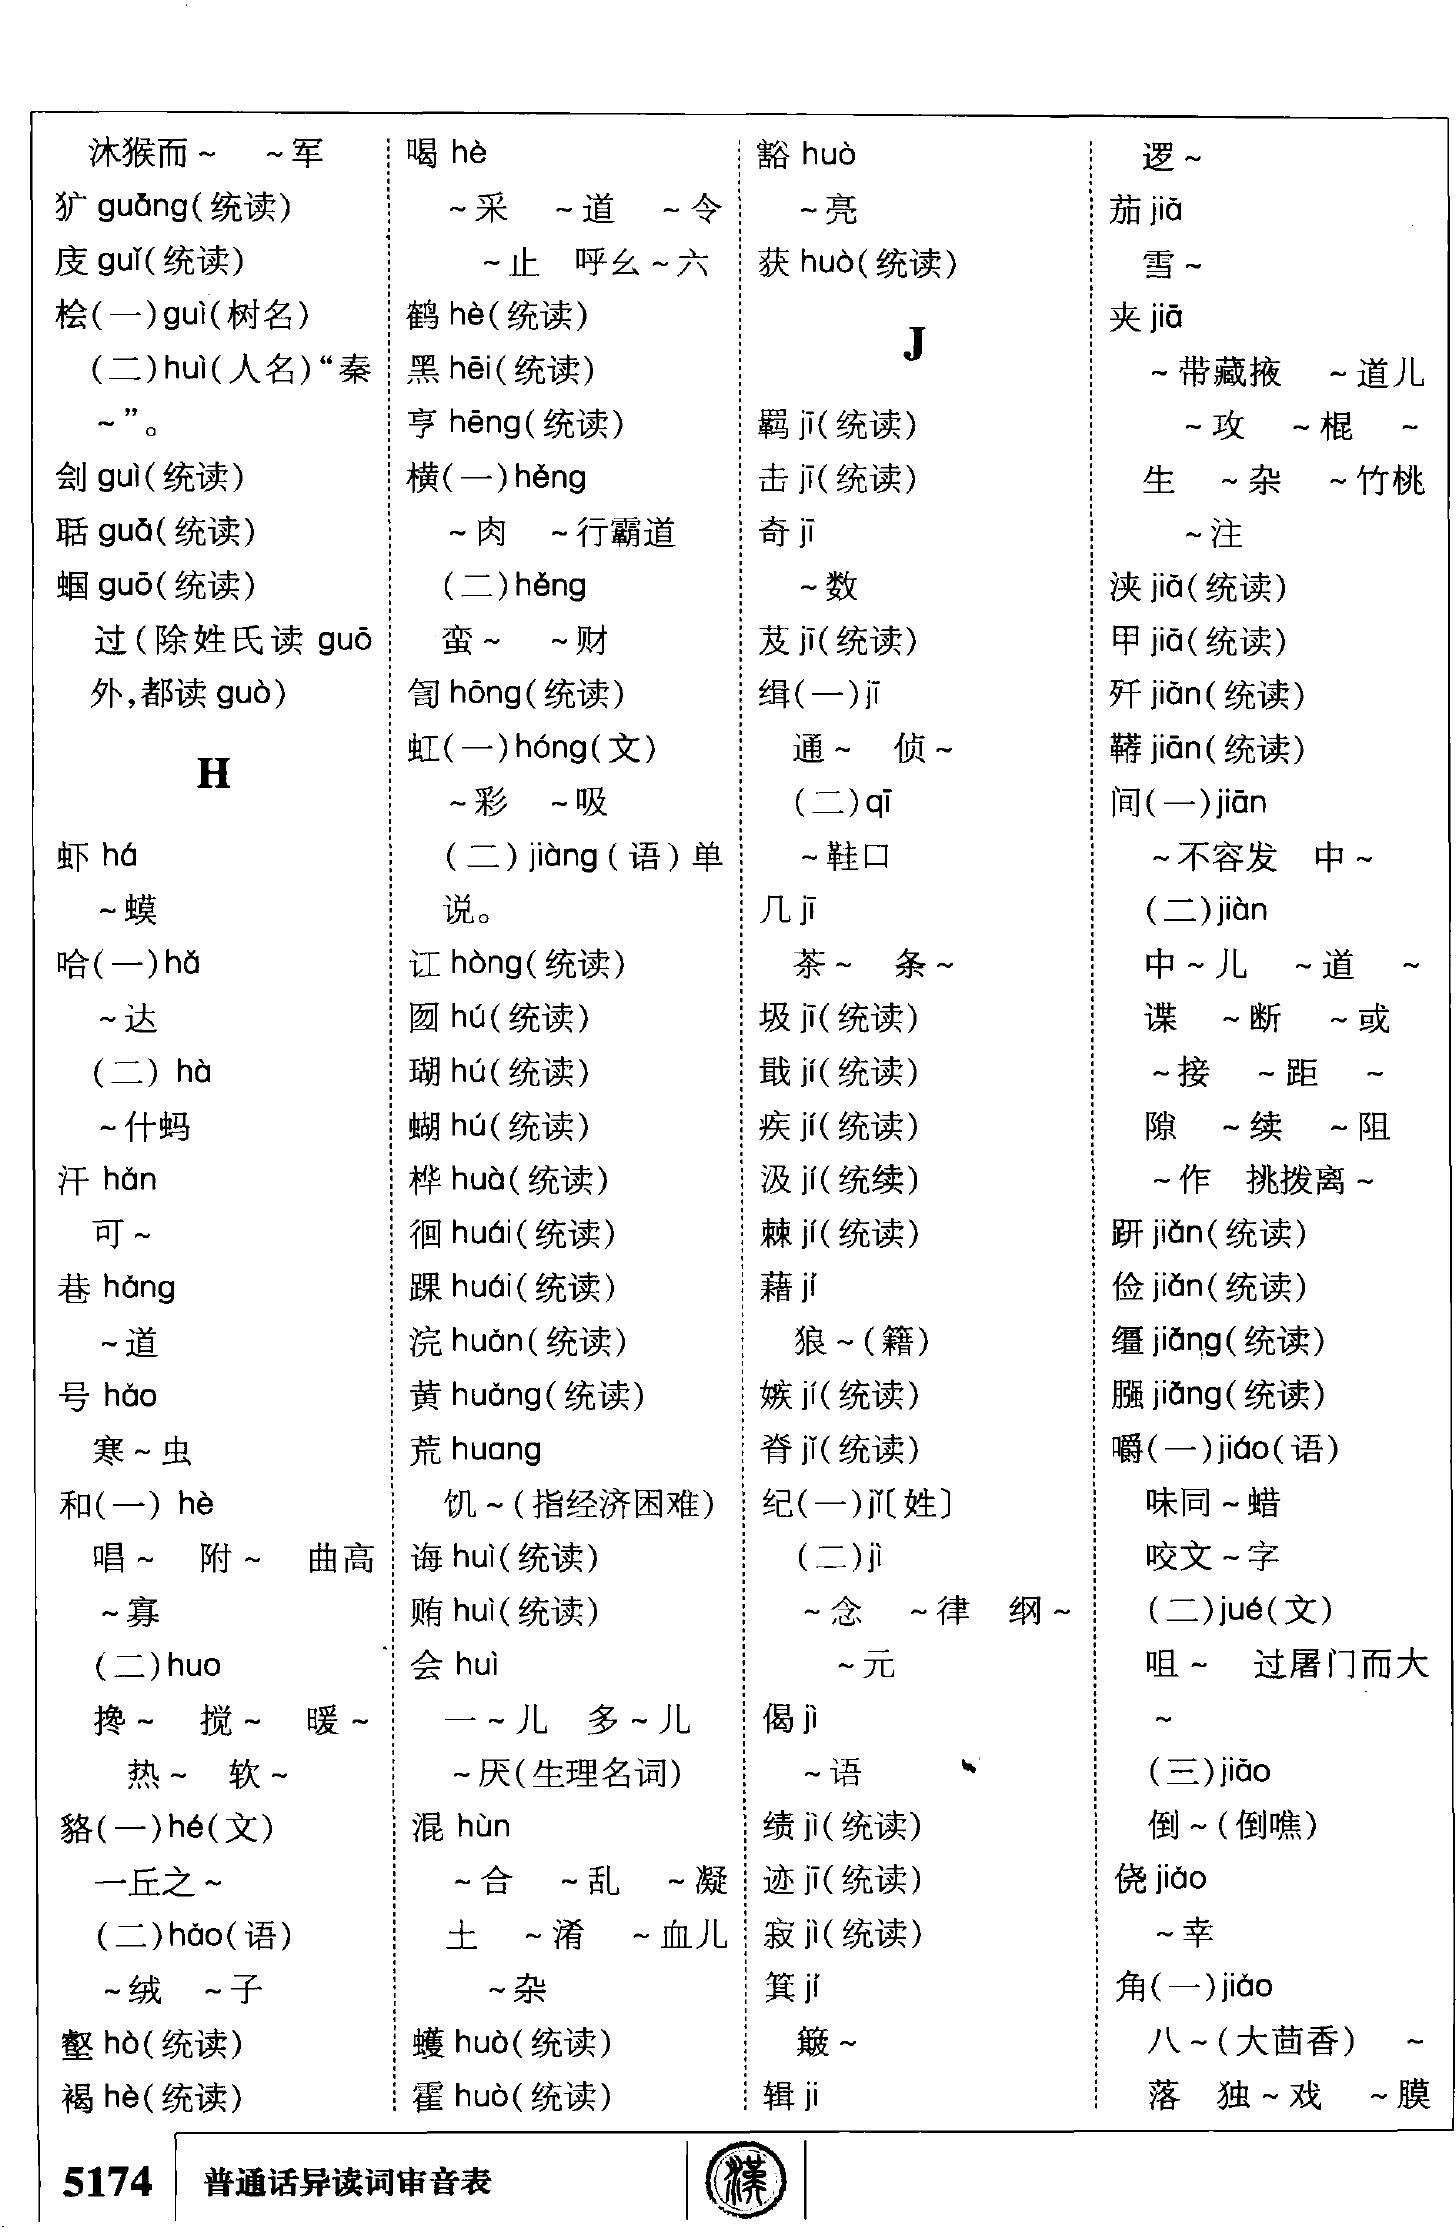 沐猴而～　～军
犷 guǎng(统读)
庋 guǐ(统读)
桧(一)guì(树名)
(二)huì(人名)“秦
～”。
刽 guì(统读)
聒 guǒ(统读)
蝈 guō(统读)
过(除姓氏读 guō
外,都读 guò)
H
虾 há
～蟆
哈(一)hǎ
～达
(二) hà
～什蚂
汗 hǎn
可～
巷 hǎng
～道
号 hǎo
寒～虫
和(一) hè
唱～　附～　曲高
～寡
(二)huo
搀～　搅～　暖～
热～　软～
貉(一)hé(文)
一丘之～
(二)hǎo(语)
～绒　～子
壑 hò(统读)
褐 hè(统读)
喝 hè
～采　～道　～令
～止　呼幺～六
鹤 hè(统读)
黑 hēi(统读)
亨 hēng(统读)
横(一)hěng
～肉　～行霸道
(二)hěng
蛮～　～财
訇 hōng(统读)
虹(一)hóng(文)
～彩　～吸
(二)jiàng(语)单
说。
讧 hòng(统读)
囫 hú(统读)
瑚 hú(统读)
蝴 hú(统读)
桦 huà(统读)
徊 huái(统读)
踝 huái(统读)
浣 huǎn(统读)
黄 huǎng(统读)
荒 huang
饥～(指经济困难)
诲 huì(统读)
贿 huì(统读)
会 huì
一～儿　多～儿
～厌(生理名词)
混 hùn
～合　～乱　～凝
土　～淆　～血儿
～杂
蠖 huò(统读)
霍 huò(统读)
豁 huò
～亮
获 huò(统读)
J
羁 jī(统读)
击 jī(统读)
奇 jī
～数
芨 jī(统读)
缉(一)jī
通～　侦～
(二)qī
～鞋口
几 jī
茶～　条～
圾 jī(统读)
戢 jí(统读)
疾 jí(统读)
汲 jí(统续)
棘 jí(统读)
藉 jí
狼～(籍)
嫉 jí(统读)
脊 jǐ(统读)
纪(一)jǐ〔姓〕
(二)jì
～念　～律　纲～
～元
偈 jì
～语
绩 jì(统读)
迹 jī(统读)
寂 jì(统读)
箕 jí
簸～
辑 ji
逻～
茄 jiǎ
雪～
夹 jiā
～带藏掖　～道儿
～攻　～棍　～
生　～杂　～竹桃
～注
浃 jiā(统读)
甲 jiǎ(统读)
歼 jiǎn(统读)
鞯 jiān(统读)
间(一)jiān
～不容发　中～
(二)jiàn
中～儿　～道　～
谍　～断　～或
～接　～距　～
隙　～续　～阻
～作　挑拨离～
趼 jiǎn(统读)
俭 jiǎn(统读)
缰 jiǎng(统读)
膙 jiǎng(统读)
嚼(一)jiáo(语)
味同～蜡
咬文～字
(二)jué(文)
咀～　过屠门而大
～
(三)jiǎo
倒～(倒噍)
侥 jiǎo
～幸
角(一)jiǎo
八～(大茴香)　～
落　独～戏　～膜
5174　普通话异读词审音表
漢